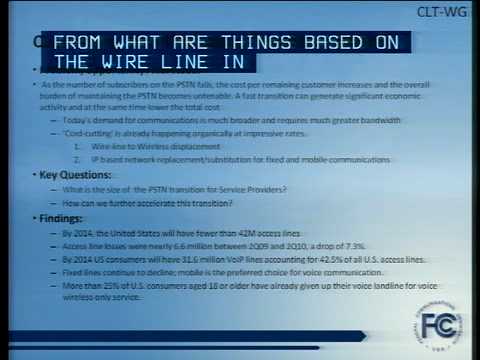 CLT-WG
FROM WHAT ARE THINGS BASED ON
THE WIRE LINE IN
• As the number of subscribers on the PSTN falls, the cost per remaining customer increases and the overall
burden of maintaining the PSTN becomes untenable. A fast transition can generate significant economic
activity and at the same time lower the total cost
– Today's demand for communications is much broader and requires much greater bandwidth
– 'Cord-cutting' is already happening organically at impressive rates:
1. Wire-line to Wireless displacement
2. IP based network replacement/substitution for fixed and mobile communications
• Key Questions:
– What is the size of the PSTN transition for Service Providers?
– How can we further accelerate this transition?
• Findings:
– By 2014, the United States will have fewer than 42M access lines
– Access line losses were nearly 6.6 million between 2Q09 and 2Q10, a drop of 7.3%.
– By 2014 US consumers will have 31.6 million VoIP lines accounting for 42.5% of all U.S. access lines.
– Fixed lines continue to decline; mobile is the preferred choice for voice communication.
– More than 25% of U.S. consumers aged 18 or older have already given up their voice landline for voice
wireless only service.
FEDERAL COMMUNICATIONS COMMISSION
FCC
USA